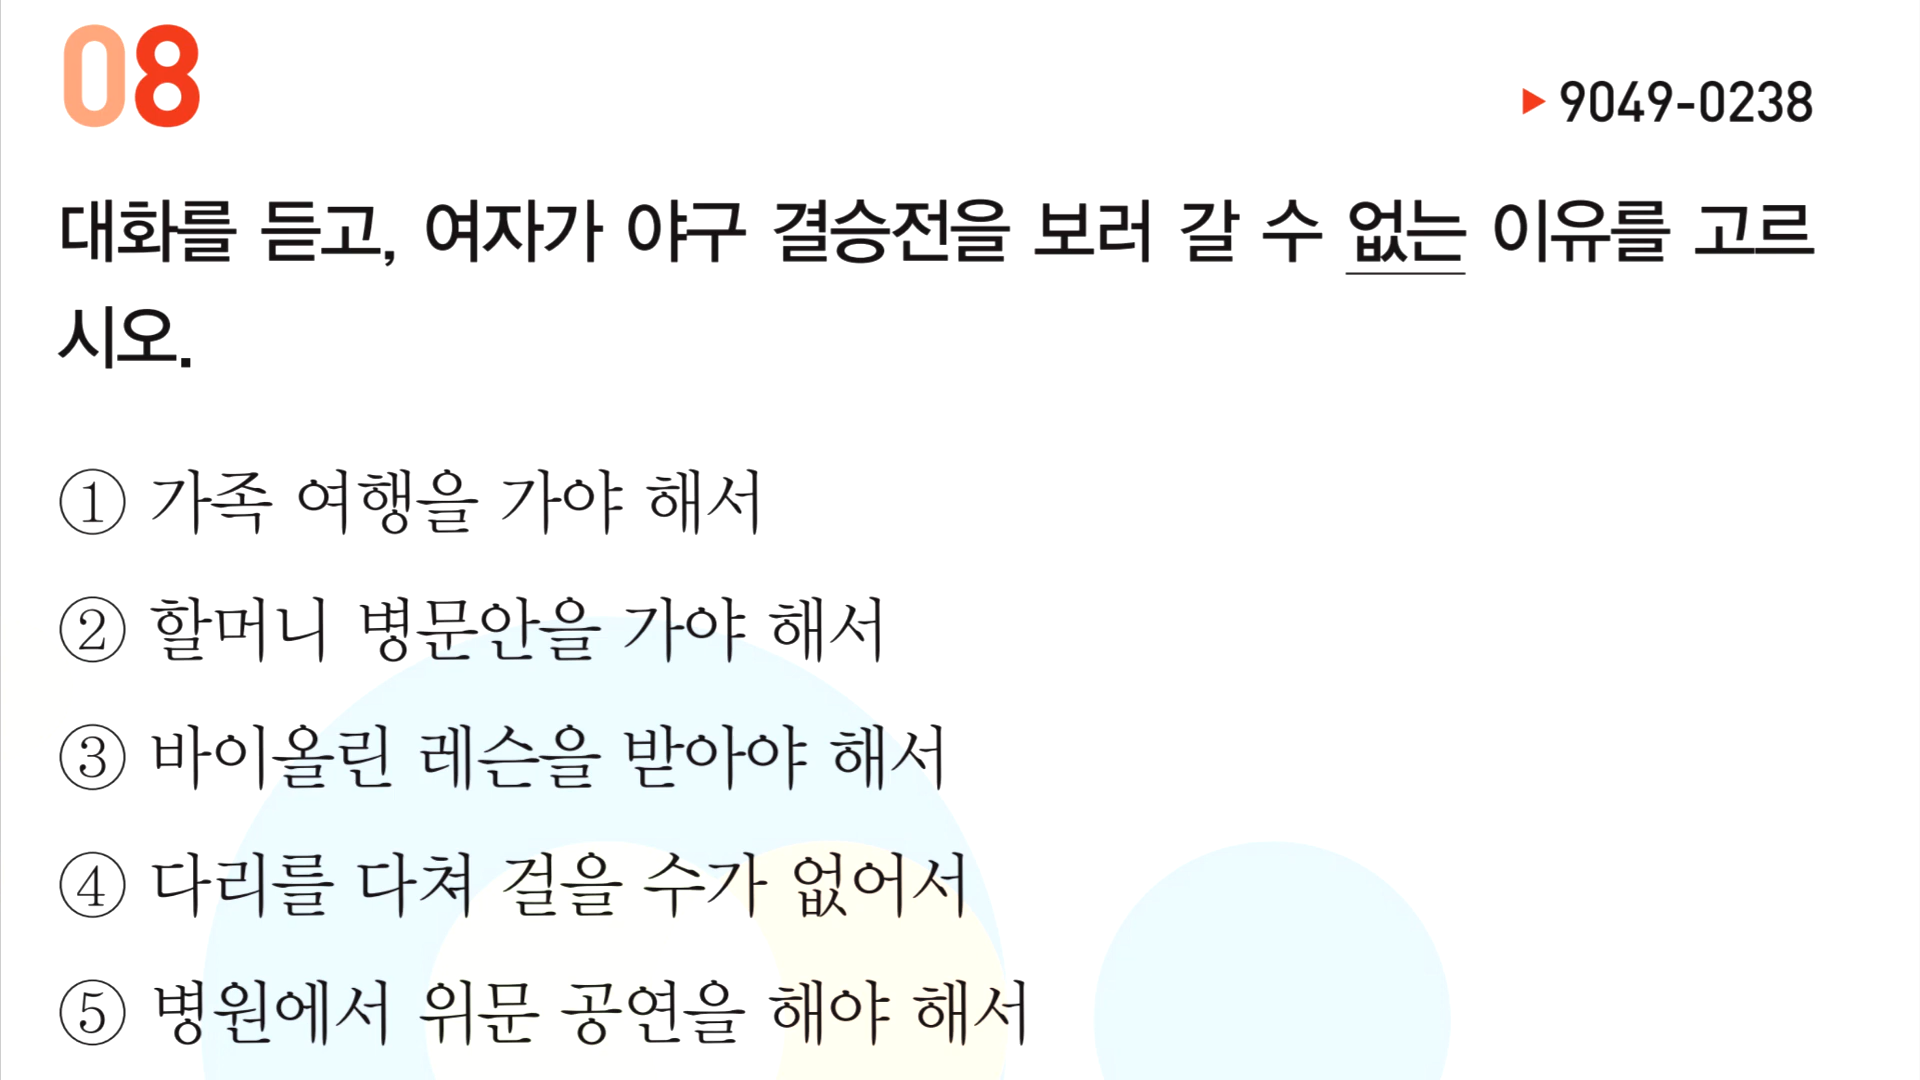 08
▶ 9049-0238
대화를 듣고, 여자가 야구 결승전을 보러 갈 수 없는 이유를 고르
시오.
① 가족 여행을 가야 해서
② 할머니 병문안을 가야 해서
③ 바이올린 레슨을 받아야 해서
④ 다리를 다쳐 걸을 수가 없어서
⑤ 병원에서 위문 공연을 해야 해서